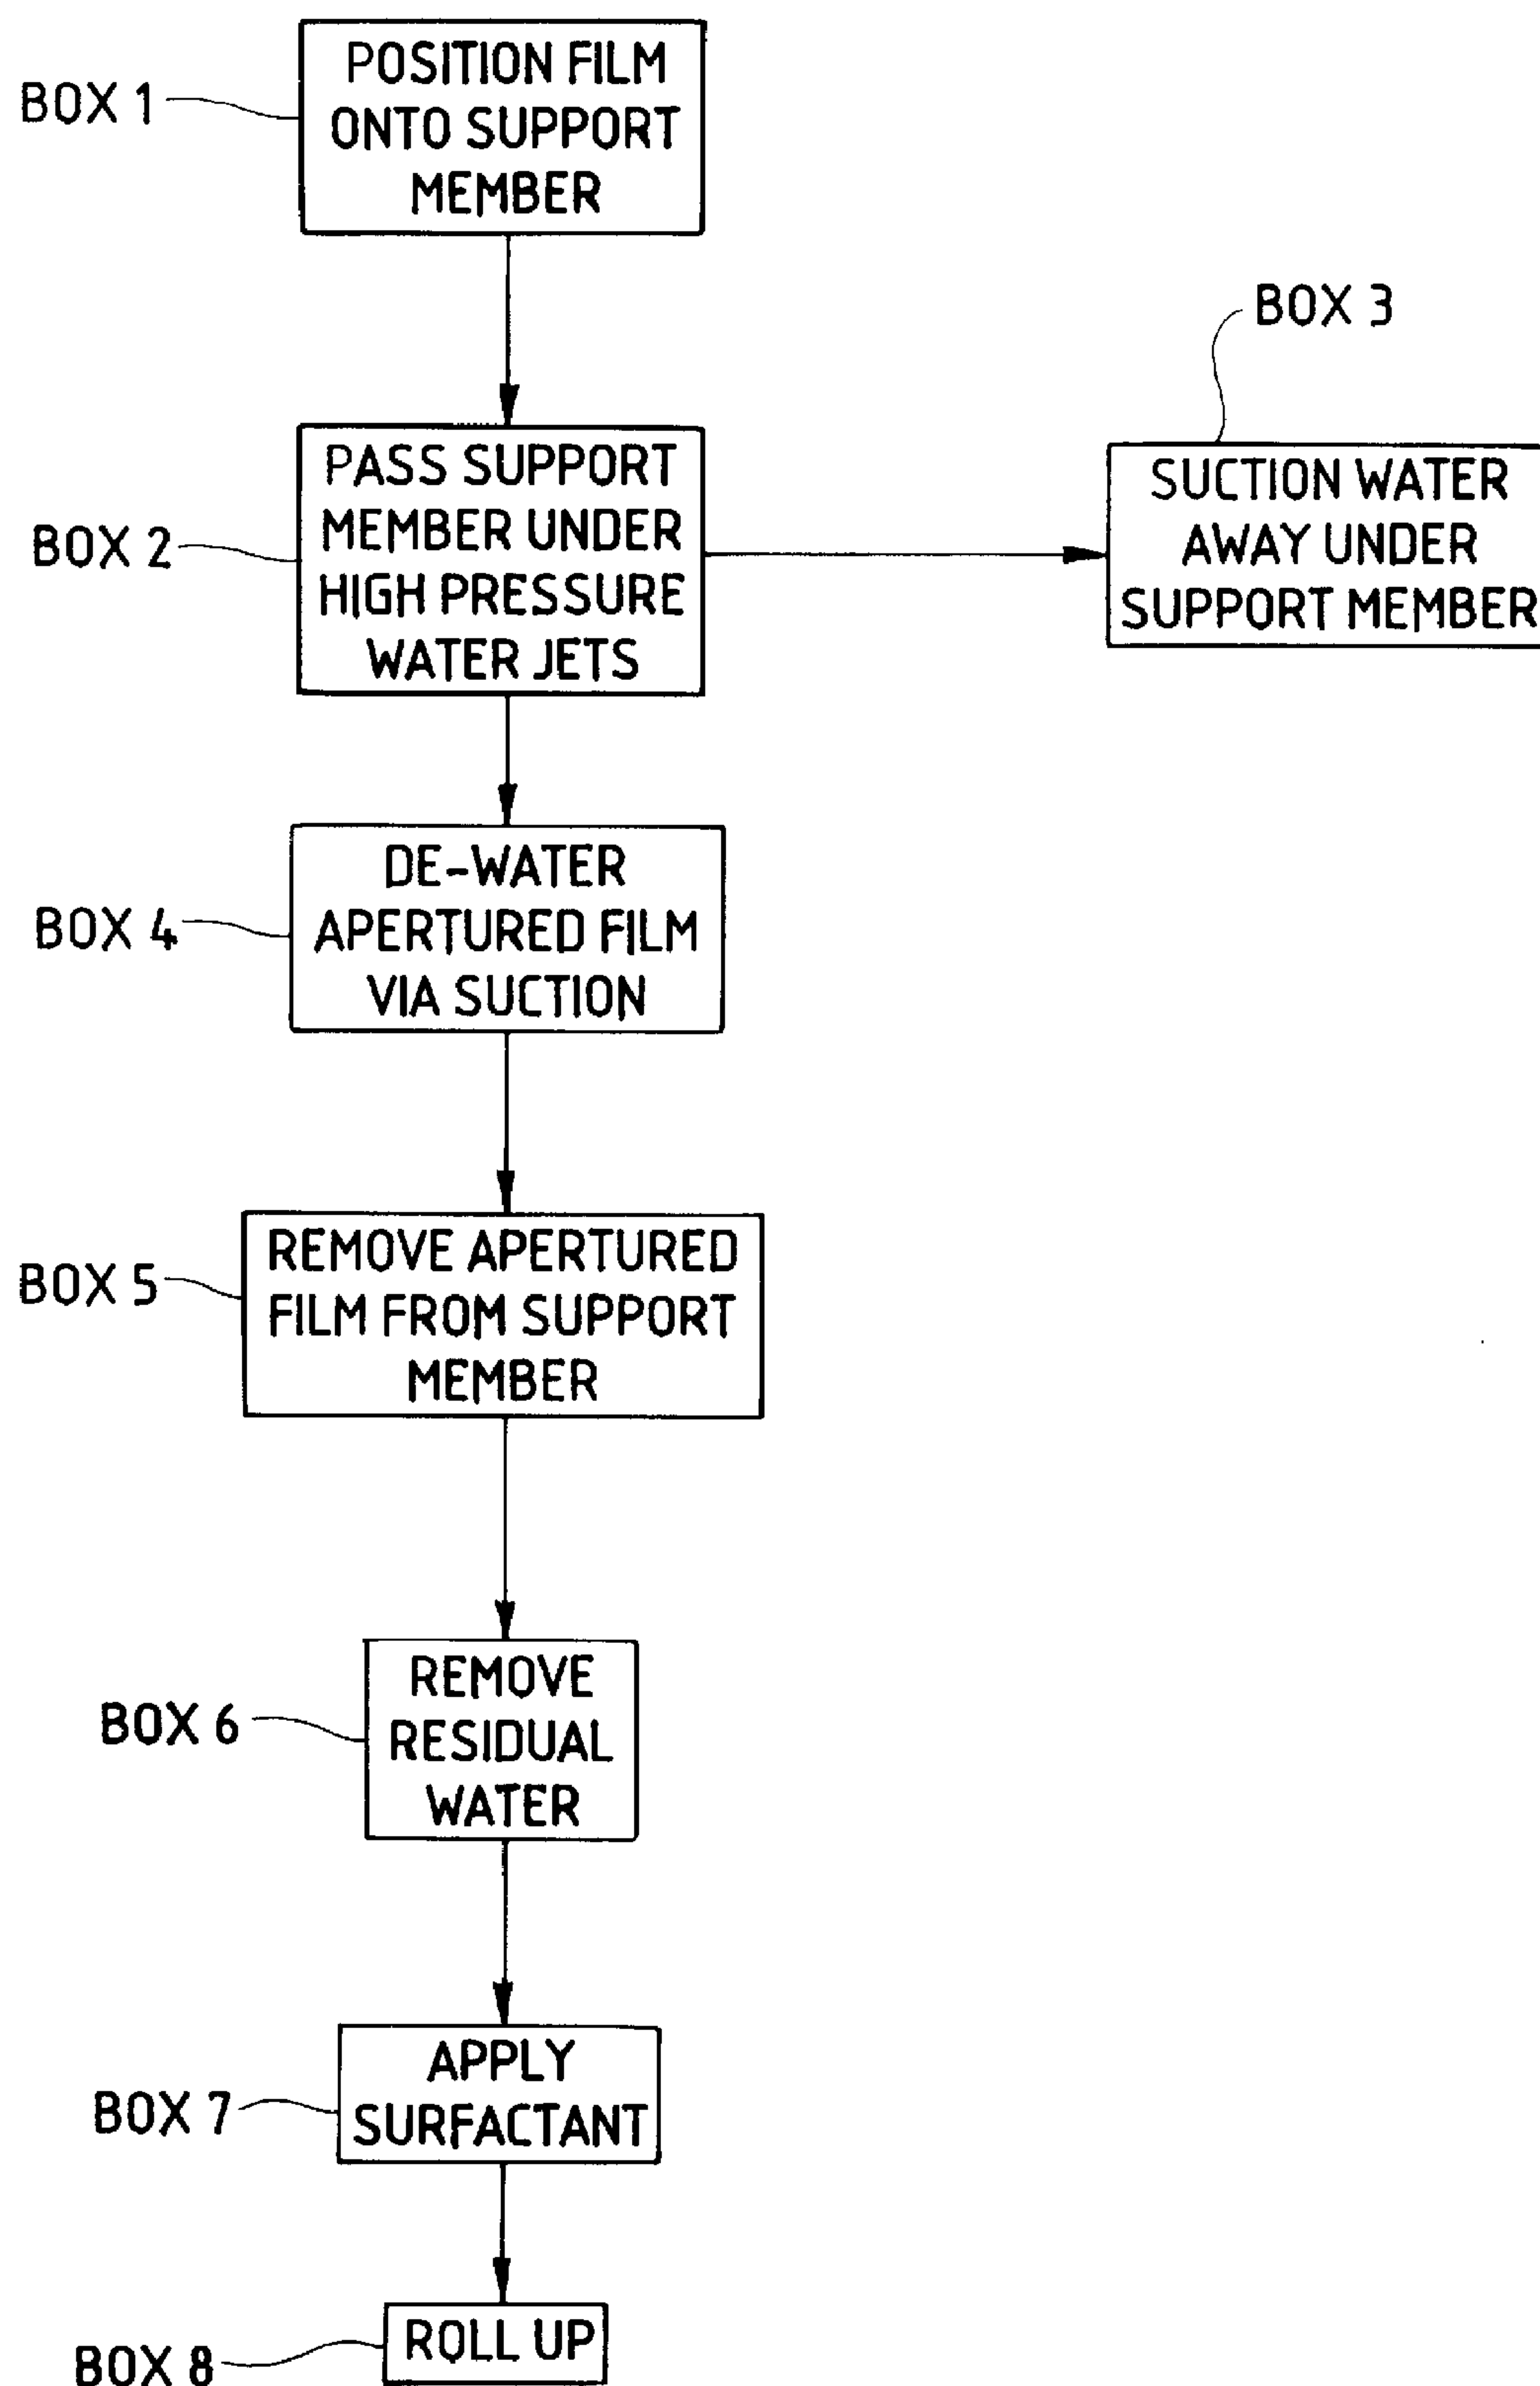 BOX 1
POSITION FILM
ONTO SUPPORT
MEMBER
BOX 2
PASS SUPPORT
MEMBER UNDER
HIGH PRESSURE
WATER JETS
BOX 3
SUCTION WATER
AWAY UNDER
SUPPORT MEMBER
BOX 4
DE-WATER
APERTURED FILM
VIA SUCTION
BOX 5
REMOVE APERTURED
FILM FROM SUPPORT
MEMBER
BOX 6
REMOVE
RESIDUAL
WATER
BOX 7
APPLY
SURFACTANT
BOX 8
ROLL UP